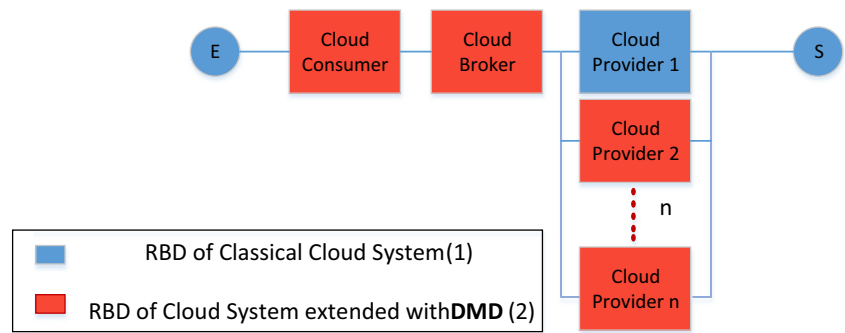 E
Cloud
Consumer
Cloud
Broker
Cloud
Provider 1
S
Cloud
Provider 2
n
Cloud
Provider n
RBD of Classical Cloud System(1)
RBD of Cloud System extended withDMD (2)